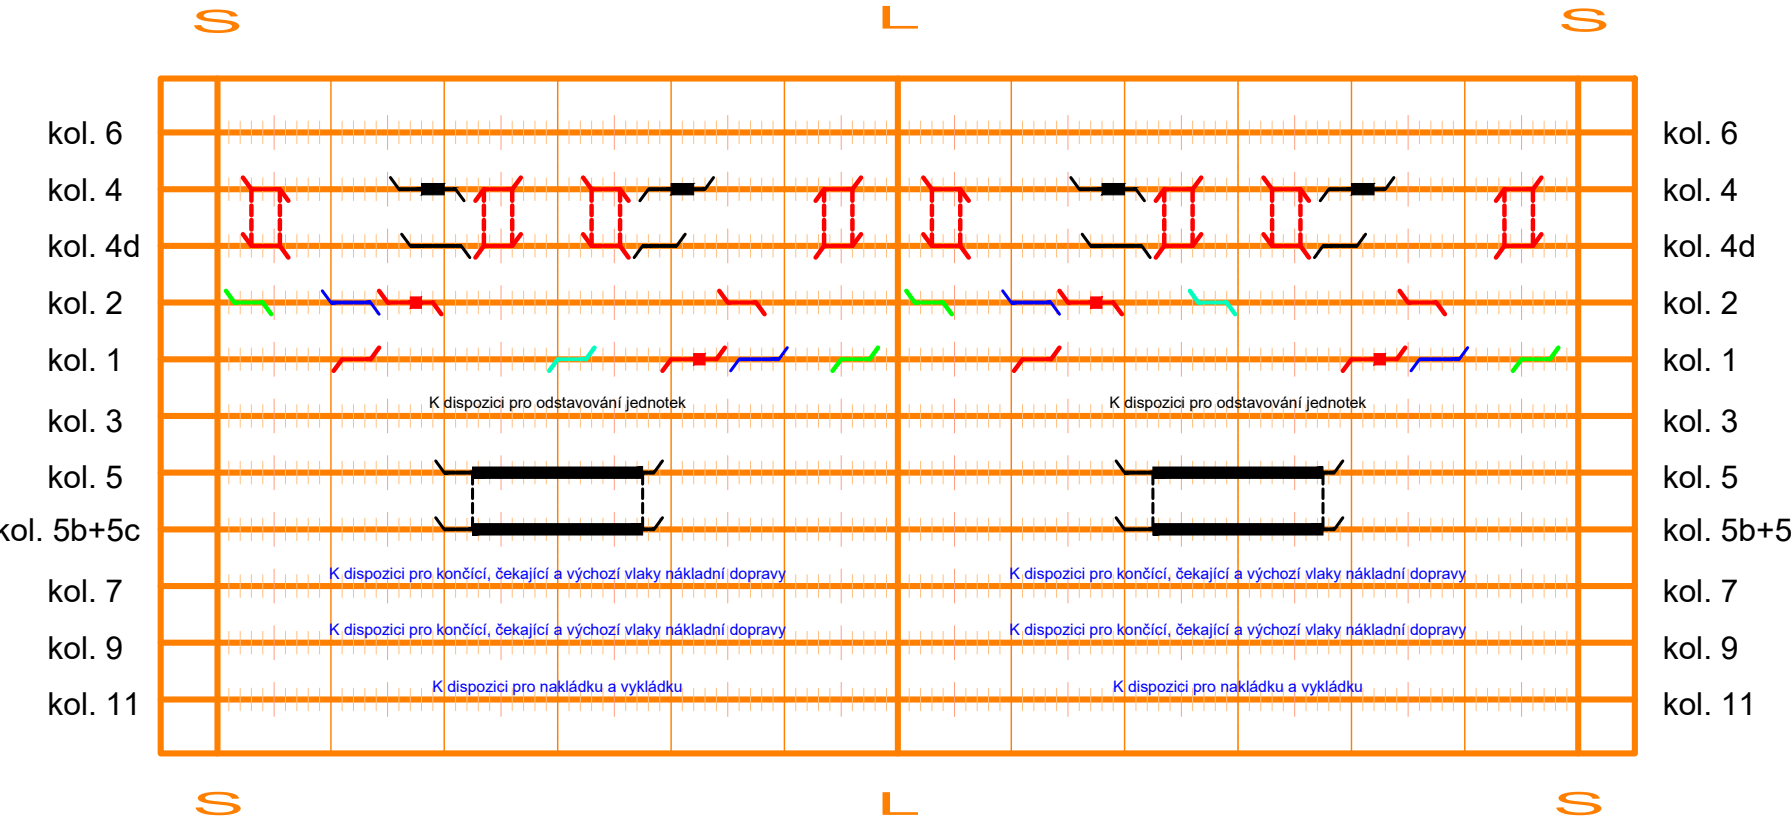 S L S
kol. 6 kol. 6
kol. 4 kol. 4
kol. 4d kol. 4d
kol. 2 kol. 2
kol. 1 kol. 1
K dispozici pro odstavování jednotek K dispozici pro odstavování jednotek
kol. 3 kol. 3
kol. 5 kol. 5
kol. 5b+5c kol. 5b+5
K dispozici pro končící, čekající a výchozí vlaky nákladní dopravy K dispozici pro končící, čekající a výchozí vlaky nákladní dopravy
kol. 7 kol. 7
K dispozici pro končící, čekající a výchozí vlaky nákladní dopravy K dispozici pro končící, čekající a výchozí vlaky nákladní dopravy
kol. 9 kol. 9
K dispozici pro nakládku a vykládku K dispozici pro nakládku a vykládku
kol. 11 kol. 11
S L S